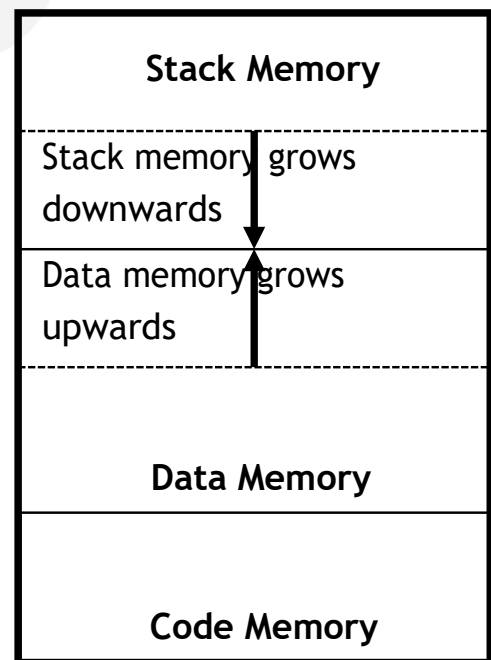 Stack Memory
Stack memory grows
downwards
Data memory grows
upwards
Data Memory
Code Memory